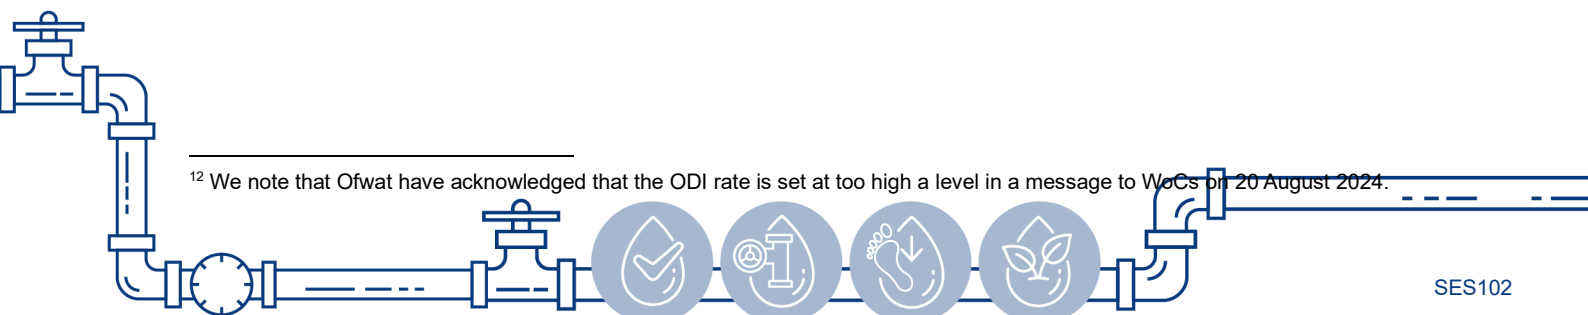 12 We note that Ofwat have acknowledged that the ODI rate is set at too high a level in a message to WoCs on 20 August 2024.
SES102